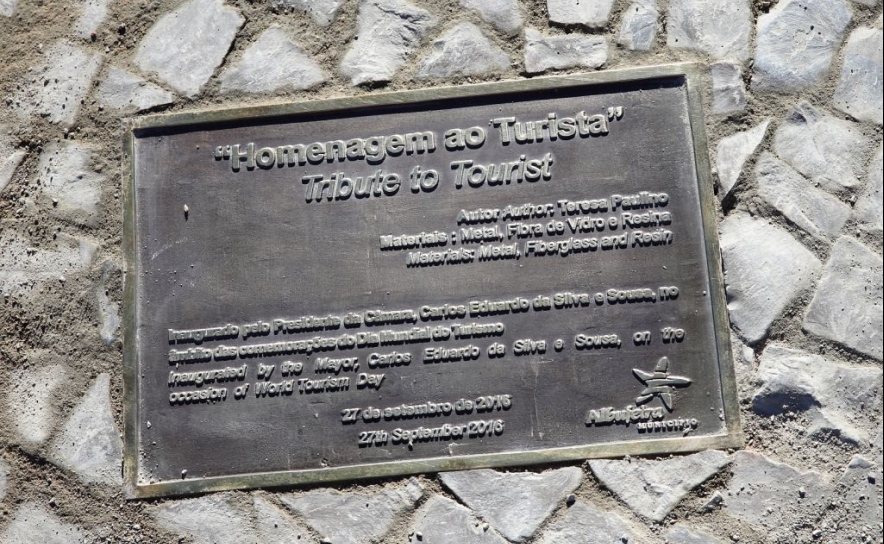 "Homenagem ao Turista"
Tribute to Tourist
Autor Author: Teresa Paulino
Materiais : Metal, Fibra de Vidro e Resina
Materials: Metal, Fiberglass and Resin
Inaugurado pelo Presidente da Câmara, Carlos Eduardo da Silva e Sousa, no
âmbito das comemorações do Dia Mundial do Turismo
Inaugurated by the Mayor, Carlos Eduardo da Silva e Sousa, on the
occasion of World Tourism Day
27 de setembro de 2016
27th September 2016
Albufeira
MUNICÍPIO